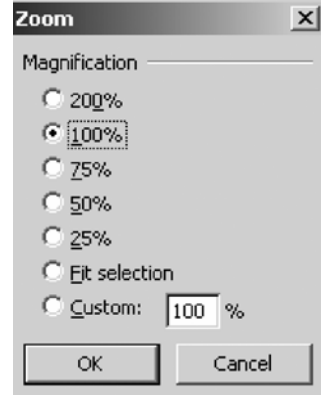 Zoom
Magnification
200%
100%
75%
50%
25%
Fit selection
Custom: 100 %
OK Cancel